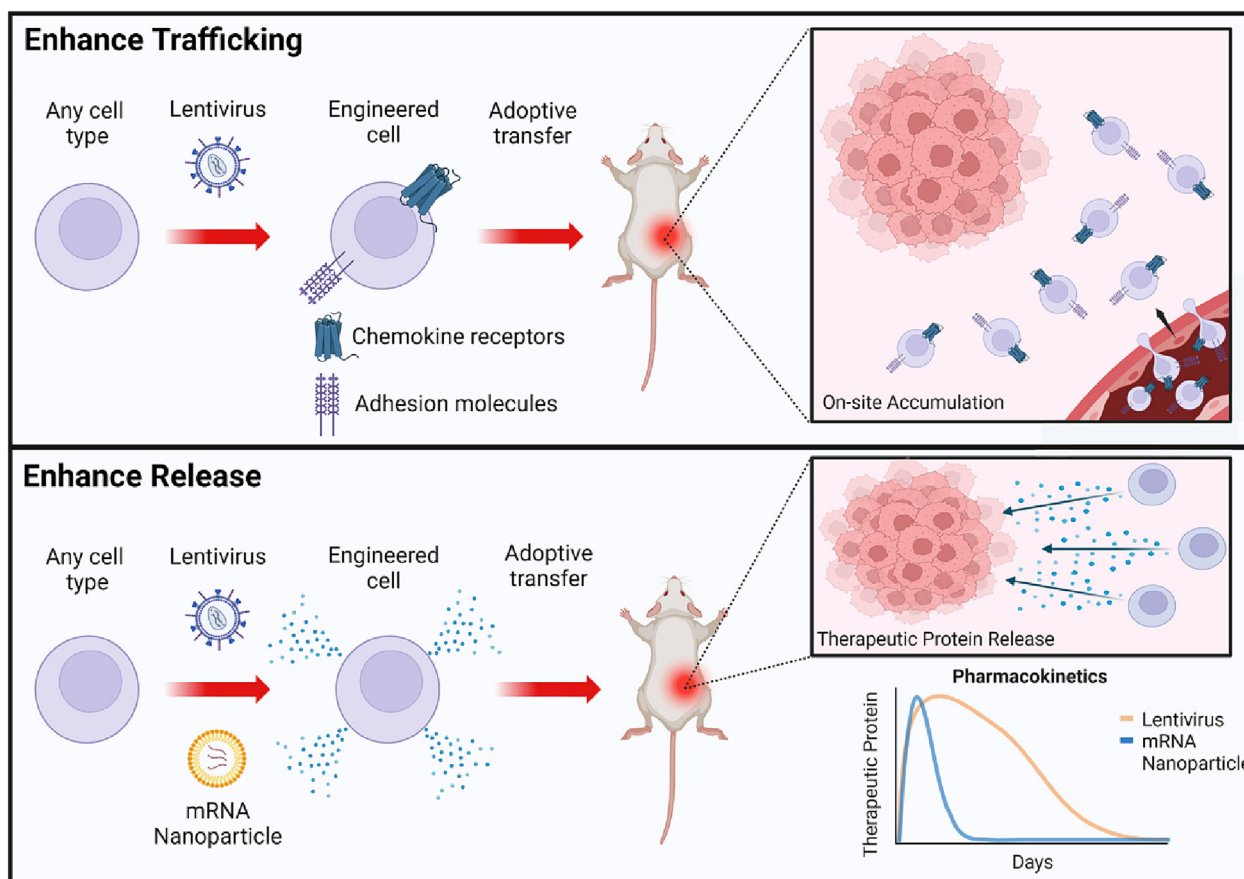 Enhance Trafficking
Any cell
type
Lentivirus
Engineered
cell
Adoptive
transfer
Chemokine receptors
Adhesion molecules
On-site Accumulation
Enhance Release
Any cell
type
Lentivirus
mRNA
Nanoparticle
Engineered
cell
Adoptive
transfer
Therapeutic Protein Release
Pharmacokinetics
Therapeutic Protein
Lentivirus
mRNA
Nanoparticle
Days